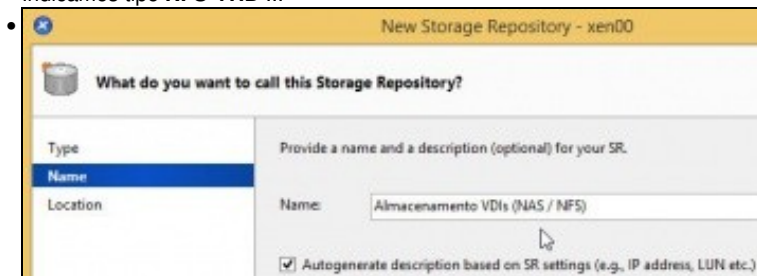 indicamos tipo NFS VHD ...
New Storage Repository - xen00
What do you want to call this Storage Repository?
Type
Provide a name and a description (optional) for your SR.
Name
Location
Name:
Almacenamento VDIs (NAS / NFS)
Autogenerate description based on SR settings (e.g., IP address, LUN etc.)